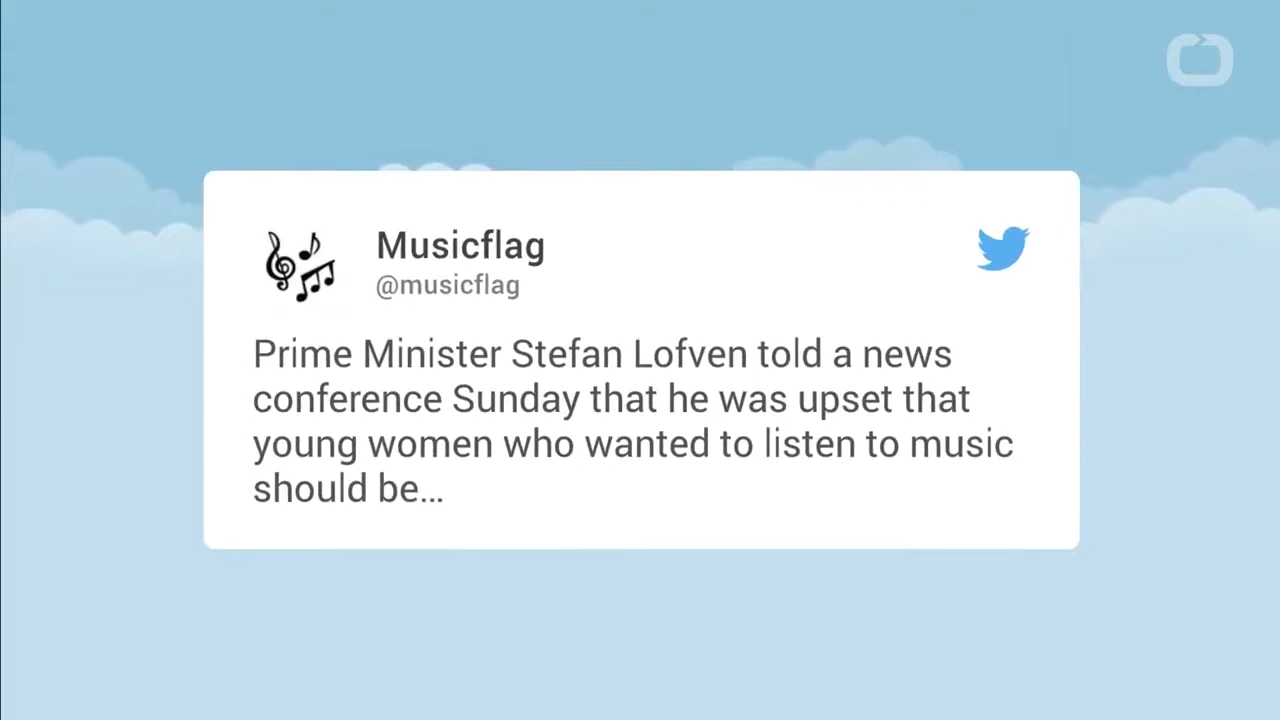 Musicflag
@musicflag
Prime Minister Stefan Lofven told a news
conference Sunday that he was upset that
young women who wanted to listen to music
should be…